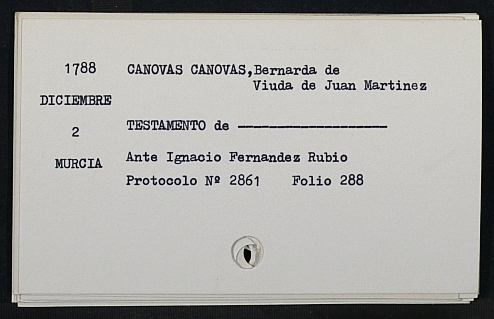 1788 CANOVAS CANOVAS,Bernarda de
Viuda de Juan Martinez
DICIEMBRE
2 TESTAMENTO de -------------------
MURCIA Ante Ignacio Fernandez Rubio
Protocolo Nº 2861 Folio 288